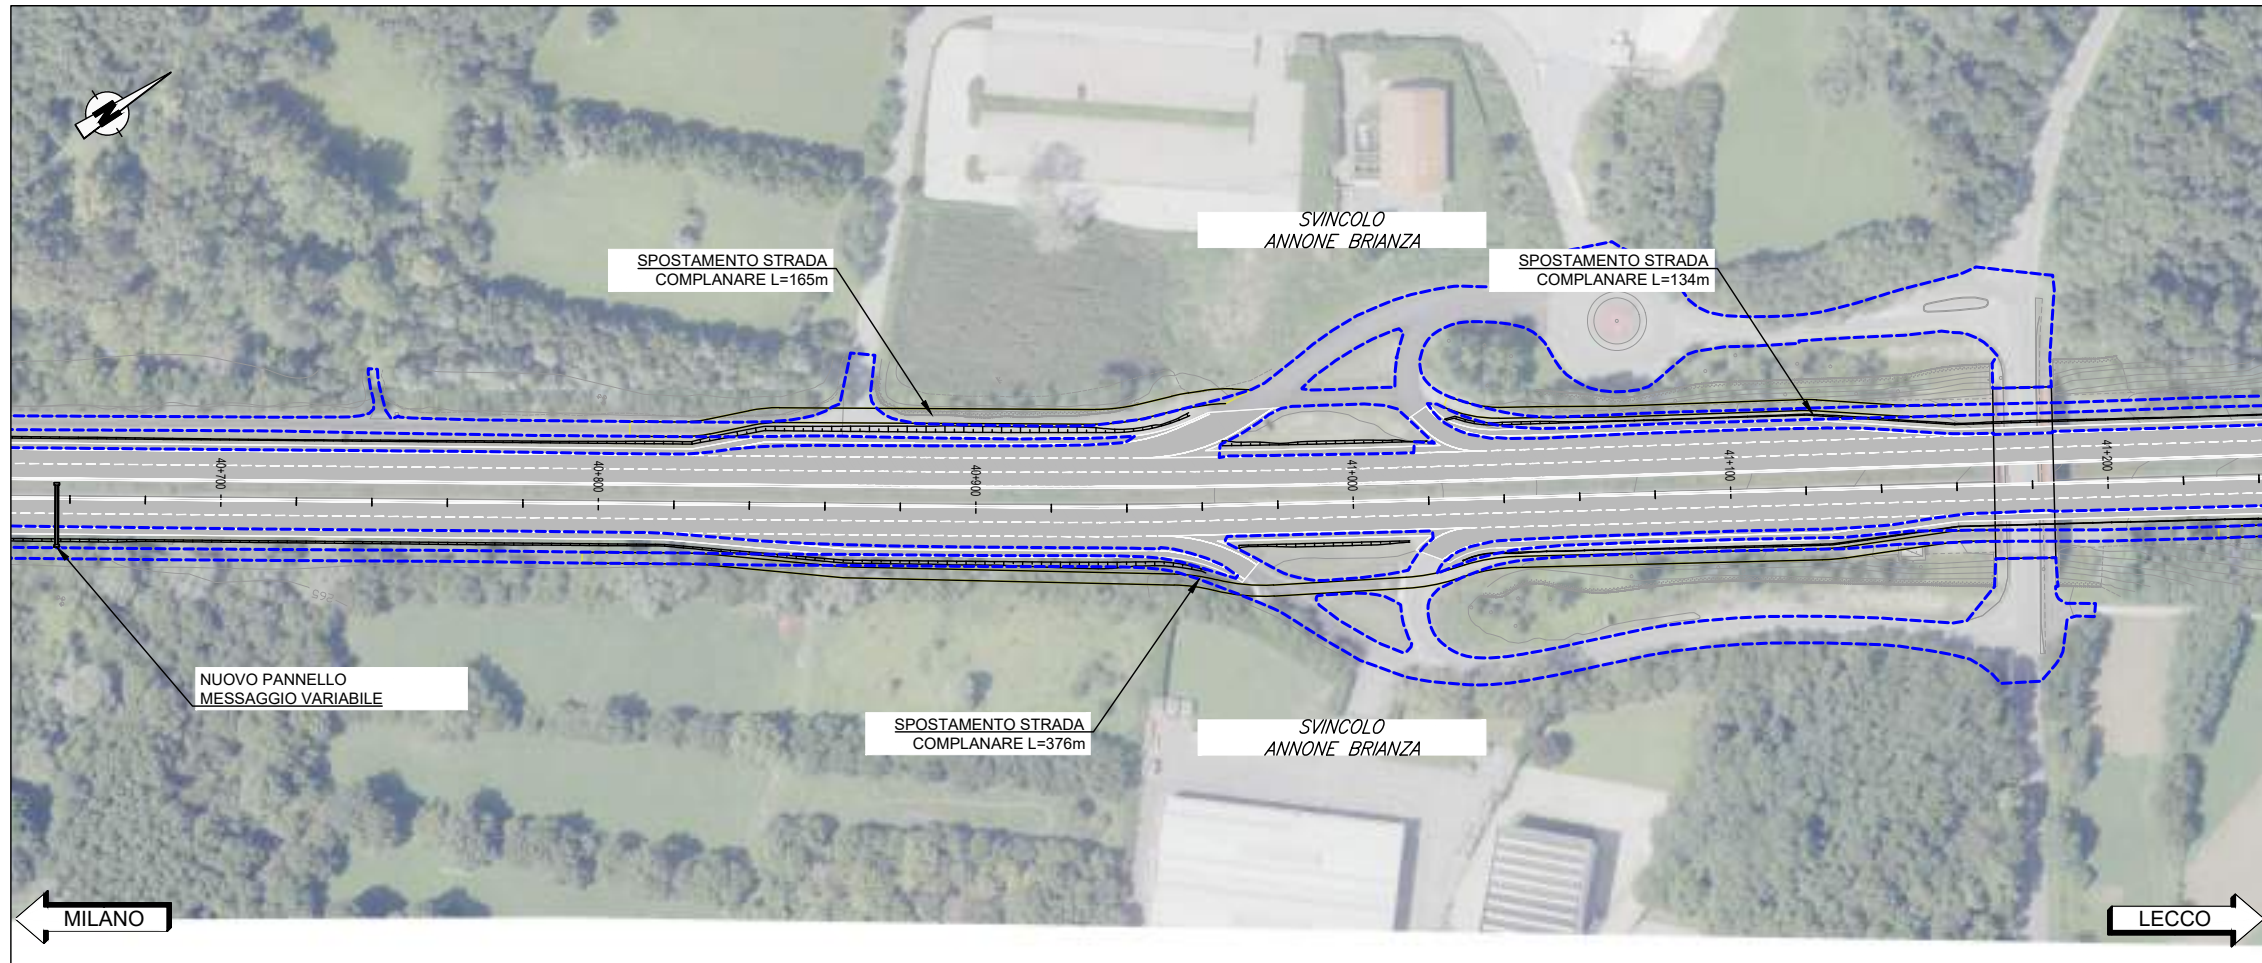 N
SVINCOLO
ANNONE BRIANZA
SPOSTAMENTO STRADA
COMPLANARE L=165m
SPOSTAMENTO STRADA
COMPLANARE L=134m
40+700
40+800
40+900
41+000
41+100
41+200
265
NUOVO PANNELLO
MESSAGGIO VARIABILE
SPOSTAMENTO STRADA
COMPLANARE L=376m
SVINCOLO
ANNONE BRIANZA
MILANO
LECCO